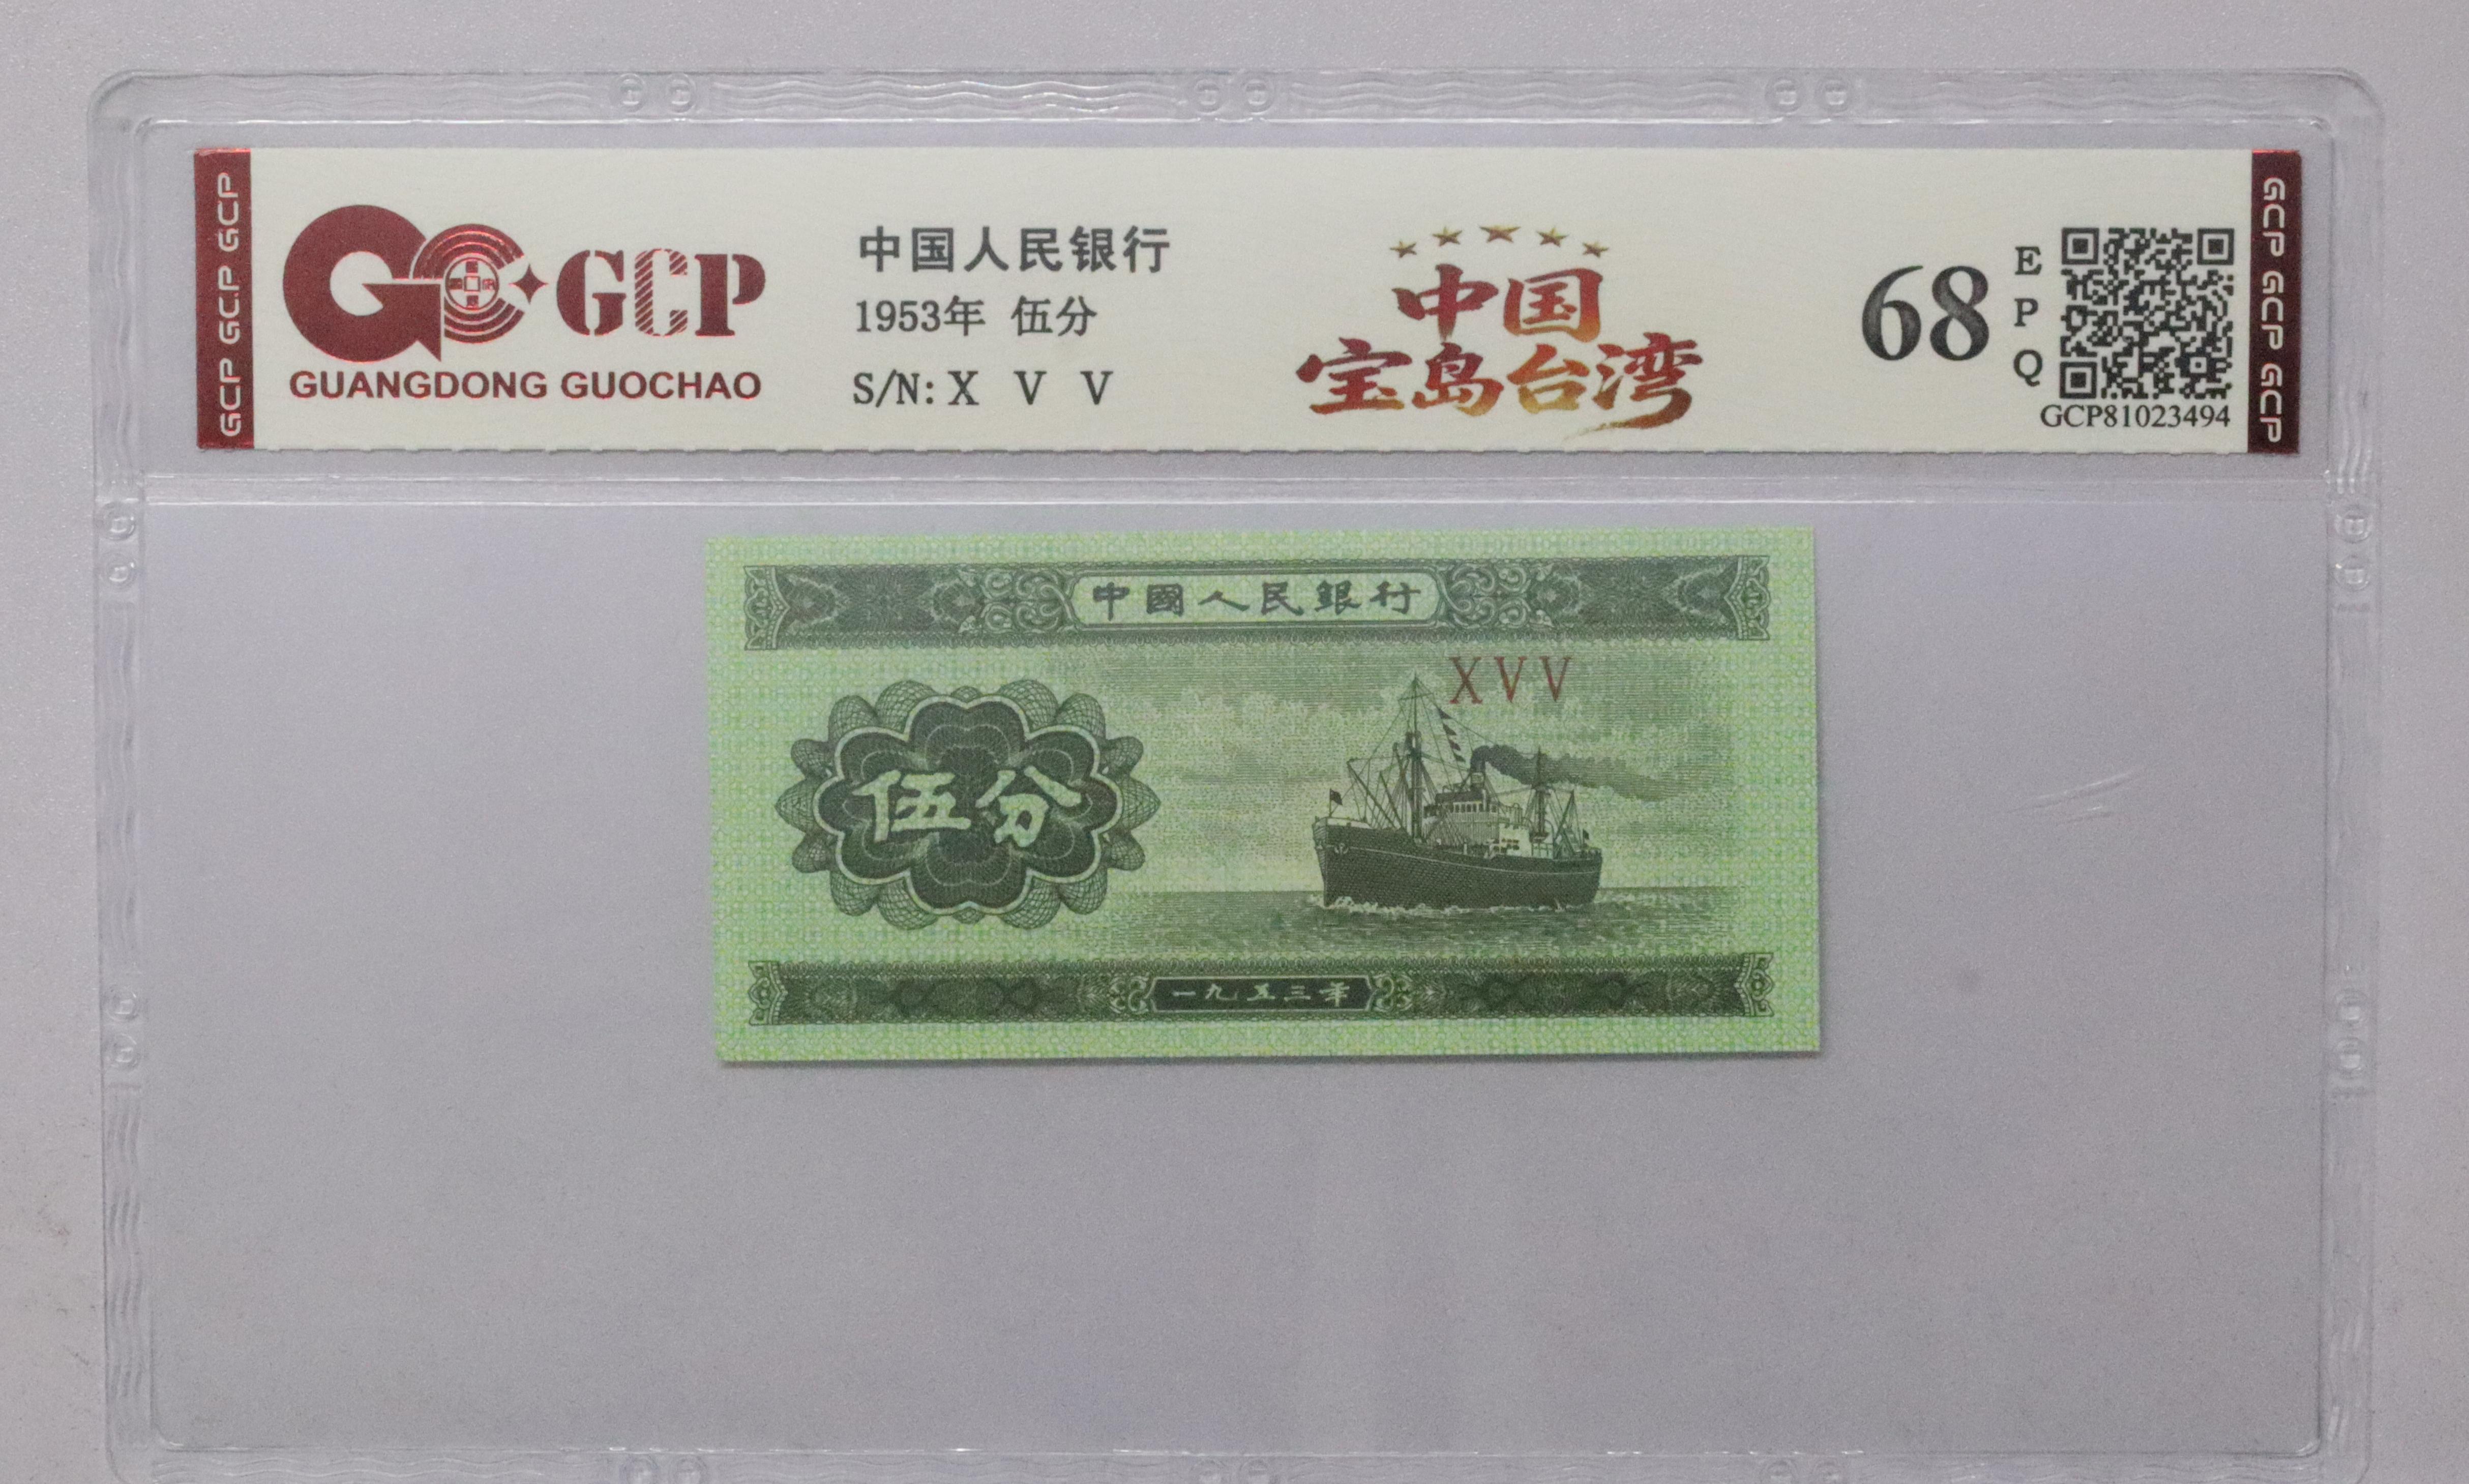 GCP GCP GCP
GCP
GUANGDONG GUOCHAO
中国人民银行
1953年 伍分
S/N: X V V
中国
宝岛台湾
68
E
P
Q
GCP81023494
GCP GCP GCP
中國人民銀行
XVV
伍分
一九五三年